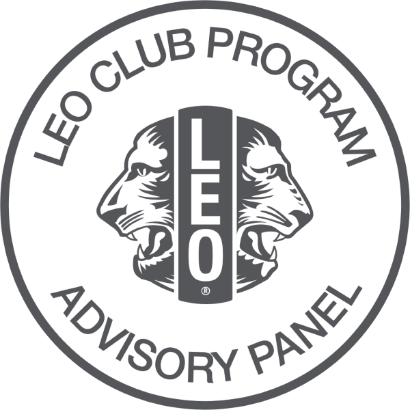 LEO CLUB PROGRAM
LEO
®
ADVISORY PANEL